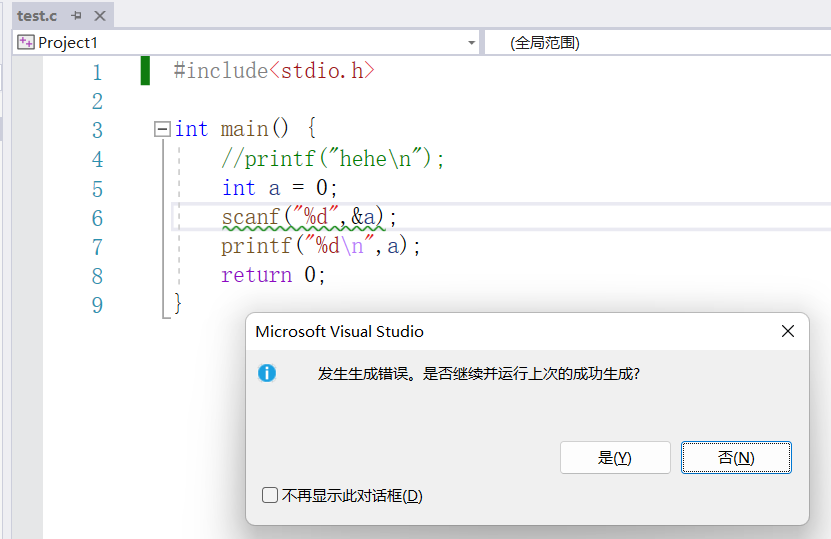 test.c
Project1 (全局范围)
1 #include<stdio.h>
2
3 int main() {
4 //printf("hehe\n");
5 int a = 0;
6 scanf("%d",&a);
7 printf("%d\n",a);
8 return 0;
9 }
Microsoft Visual Studio
发生生成错误。是否继续并运行上次的成功生成?
是(Y) 否(N)
不再显示此对话框(D)